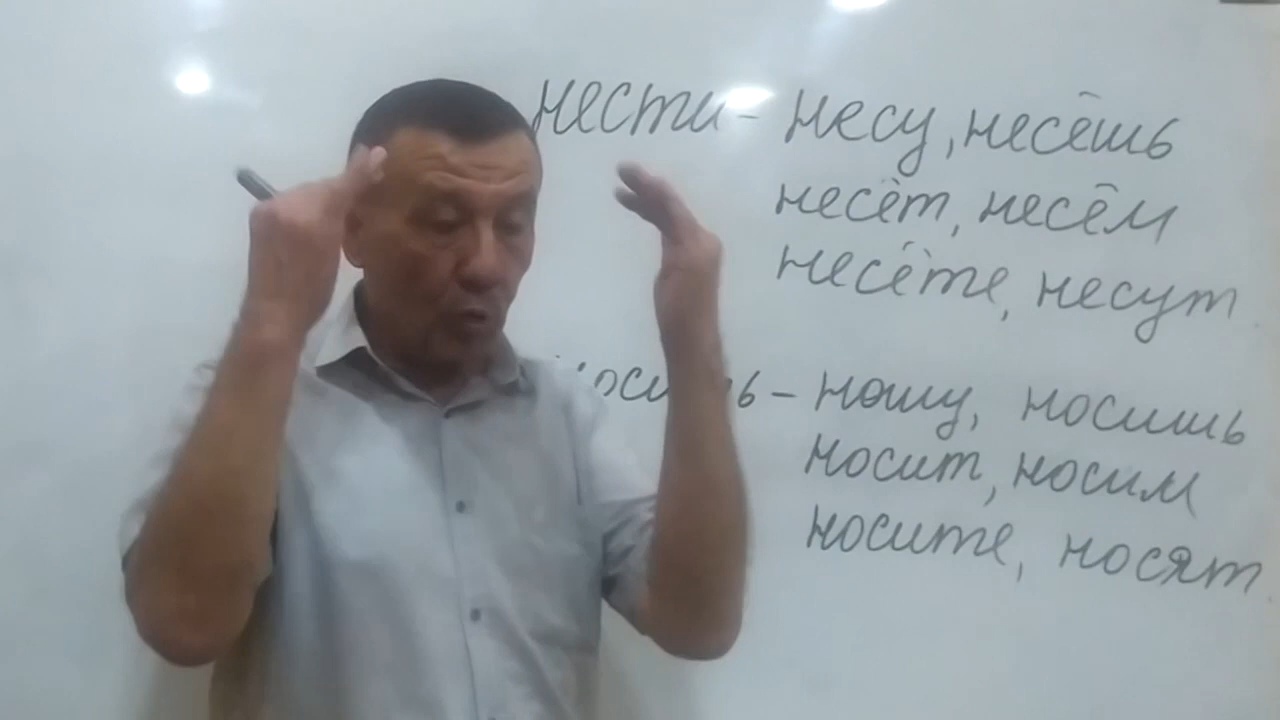 нести - несу, несёшь
несёт, несём
несёте, несут
- ношу, носишь
носит, носим
носите, носят